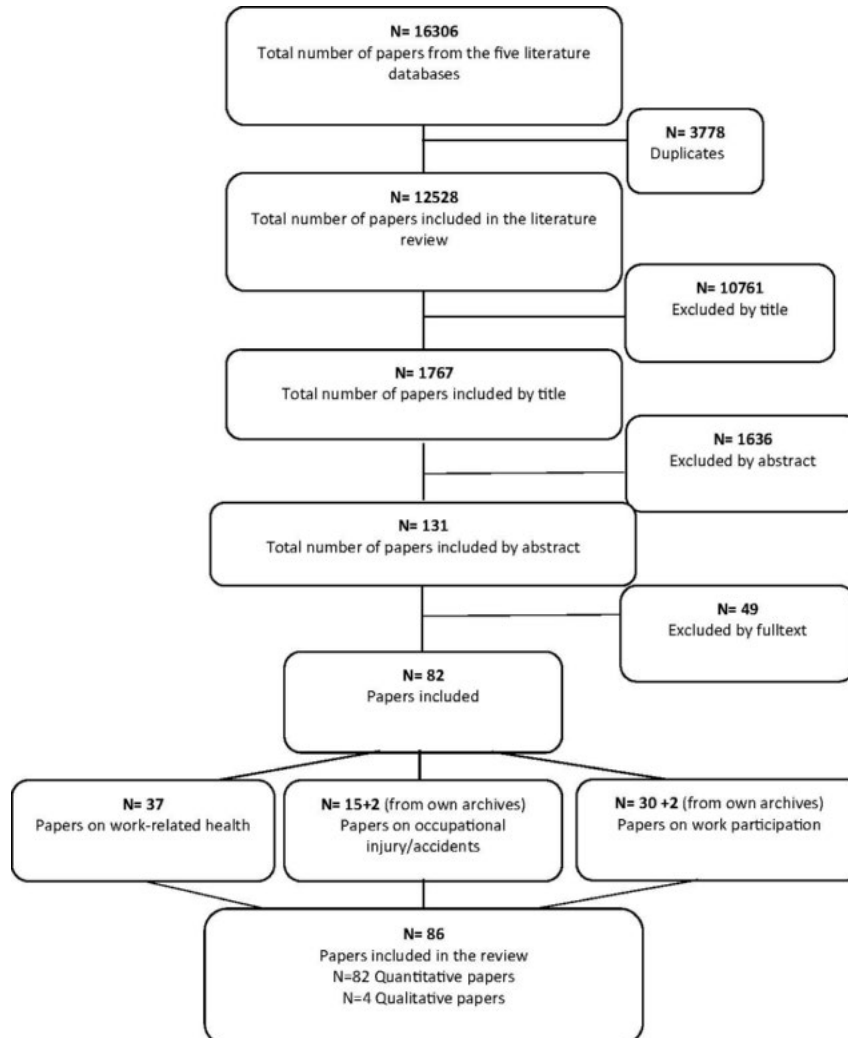 N= 16306
Total number of papers from the five literature
databases
N= 3778
Duplicates
N= 12528
Total number of papers included in the literature
review
N= 10761
Excluded by title
N= 1767
Total number of papers included by title
N= 1636
Excluded by abstract
N= 131
Total number of papers included by abstract
N= 49
Excluded by fulltext
N= 82
Papers included
N= 37
Papers on work-related health
N= 15+2 (from own archives)
Papers on occupational
injury/accidents
N= 30 +2 (from own archives)
Papers on work participation
N= 86
Papers included in the review
N=82 Quantitative papers
N=4 Qualitative papers